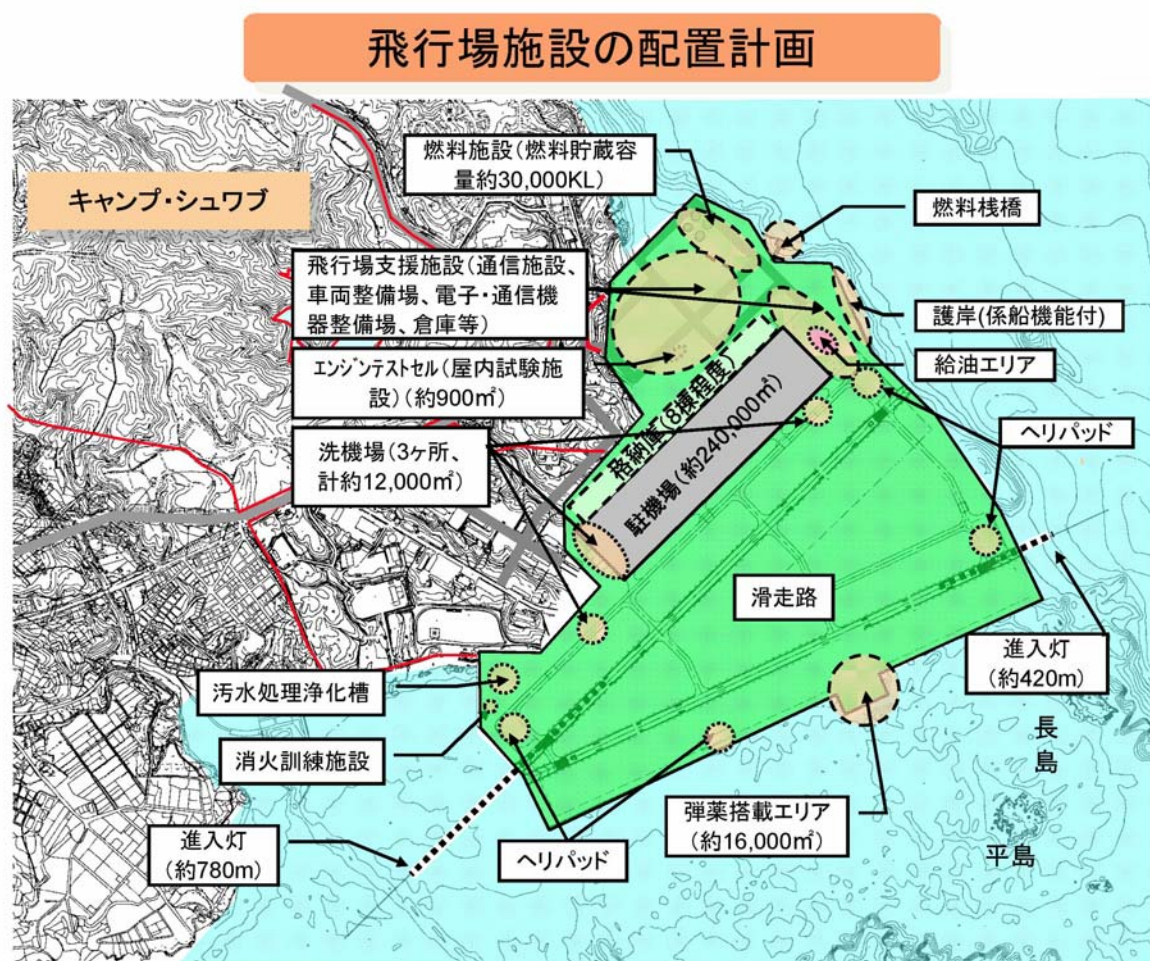 飛行場施設の配置計画
キャンプ・シュワブ
燃料施設(燃料貯蔵容
量約30,000KL)
燃料桟橋
飛行場支援施設(通信施設、
車両整備場、電子・通信機
器整備場、倉庫等)
護岸(係船機能付)
エンジンテストセル(屋内試験施
設)(約900㎡)
給油エリア
格納庫(8棟程度)
駐機場(約240,000㎡)
ヘリパッド
洗機場(3ヶ所、
計約12,000㎡)
滑走路
進入灯
(約420m)
汚水処理浄化槽
消火訓練施設
長島
弾薬搭載エリア
(約16,000㎡)
進入灯
(約780m)
ヘリパッド
平島